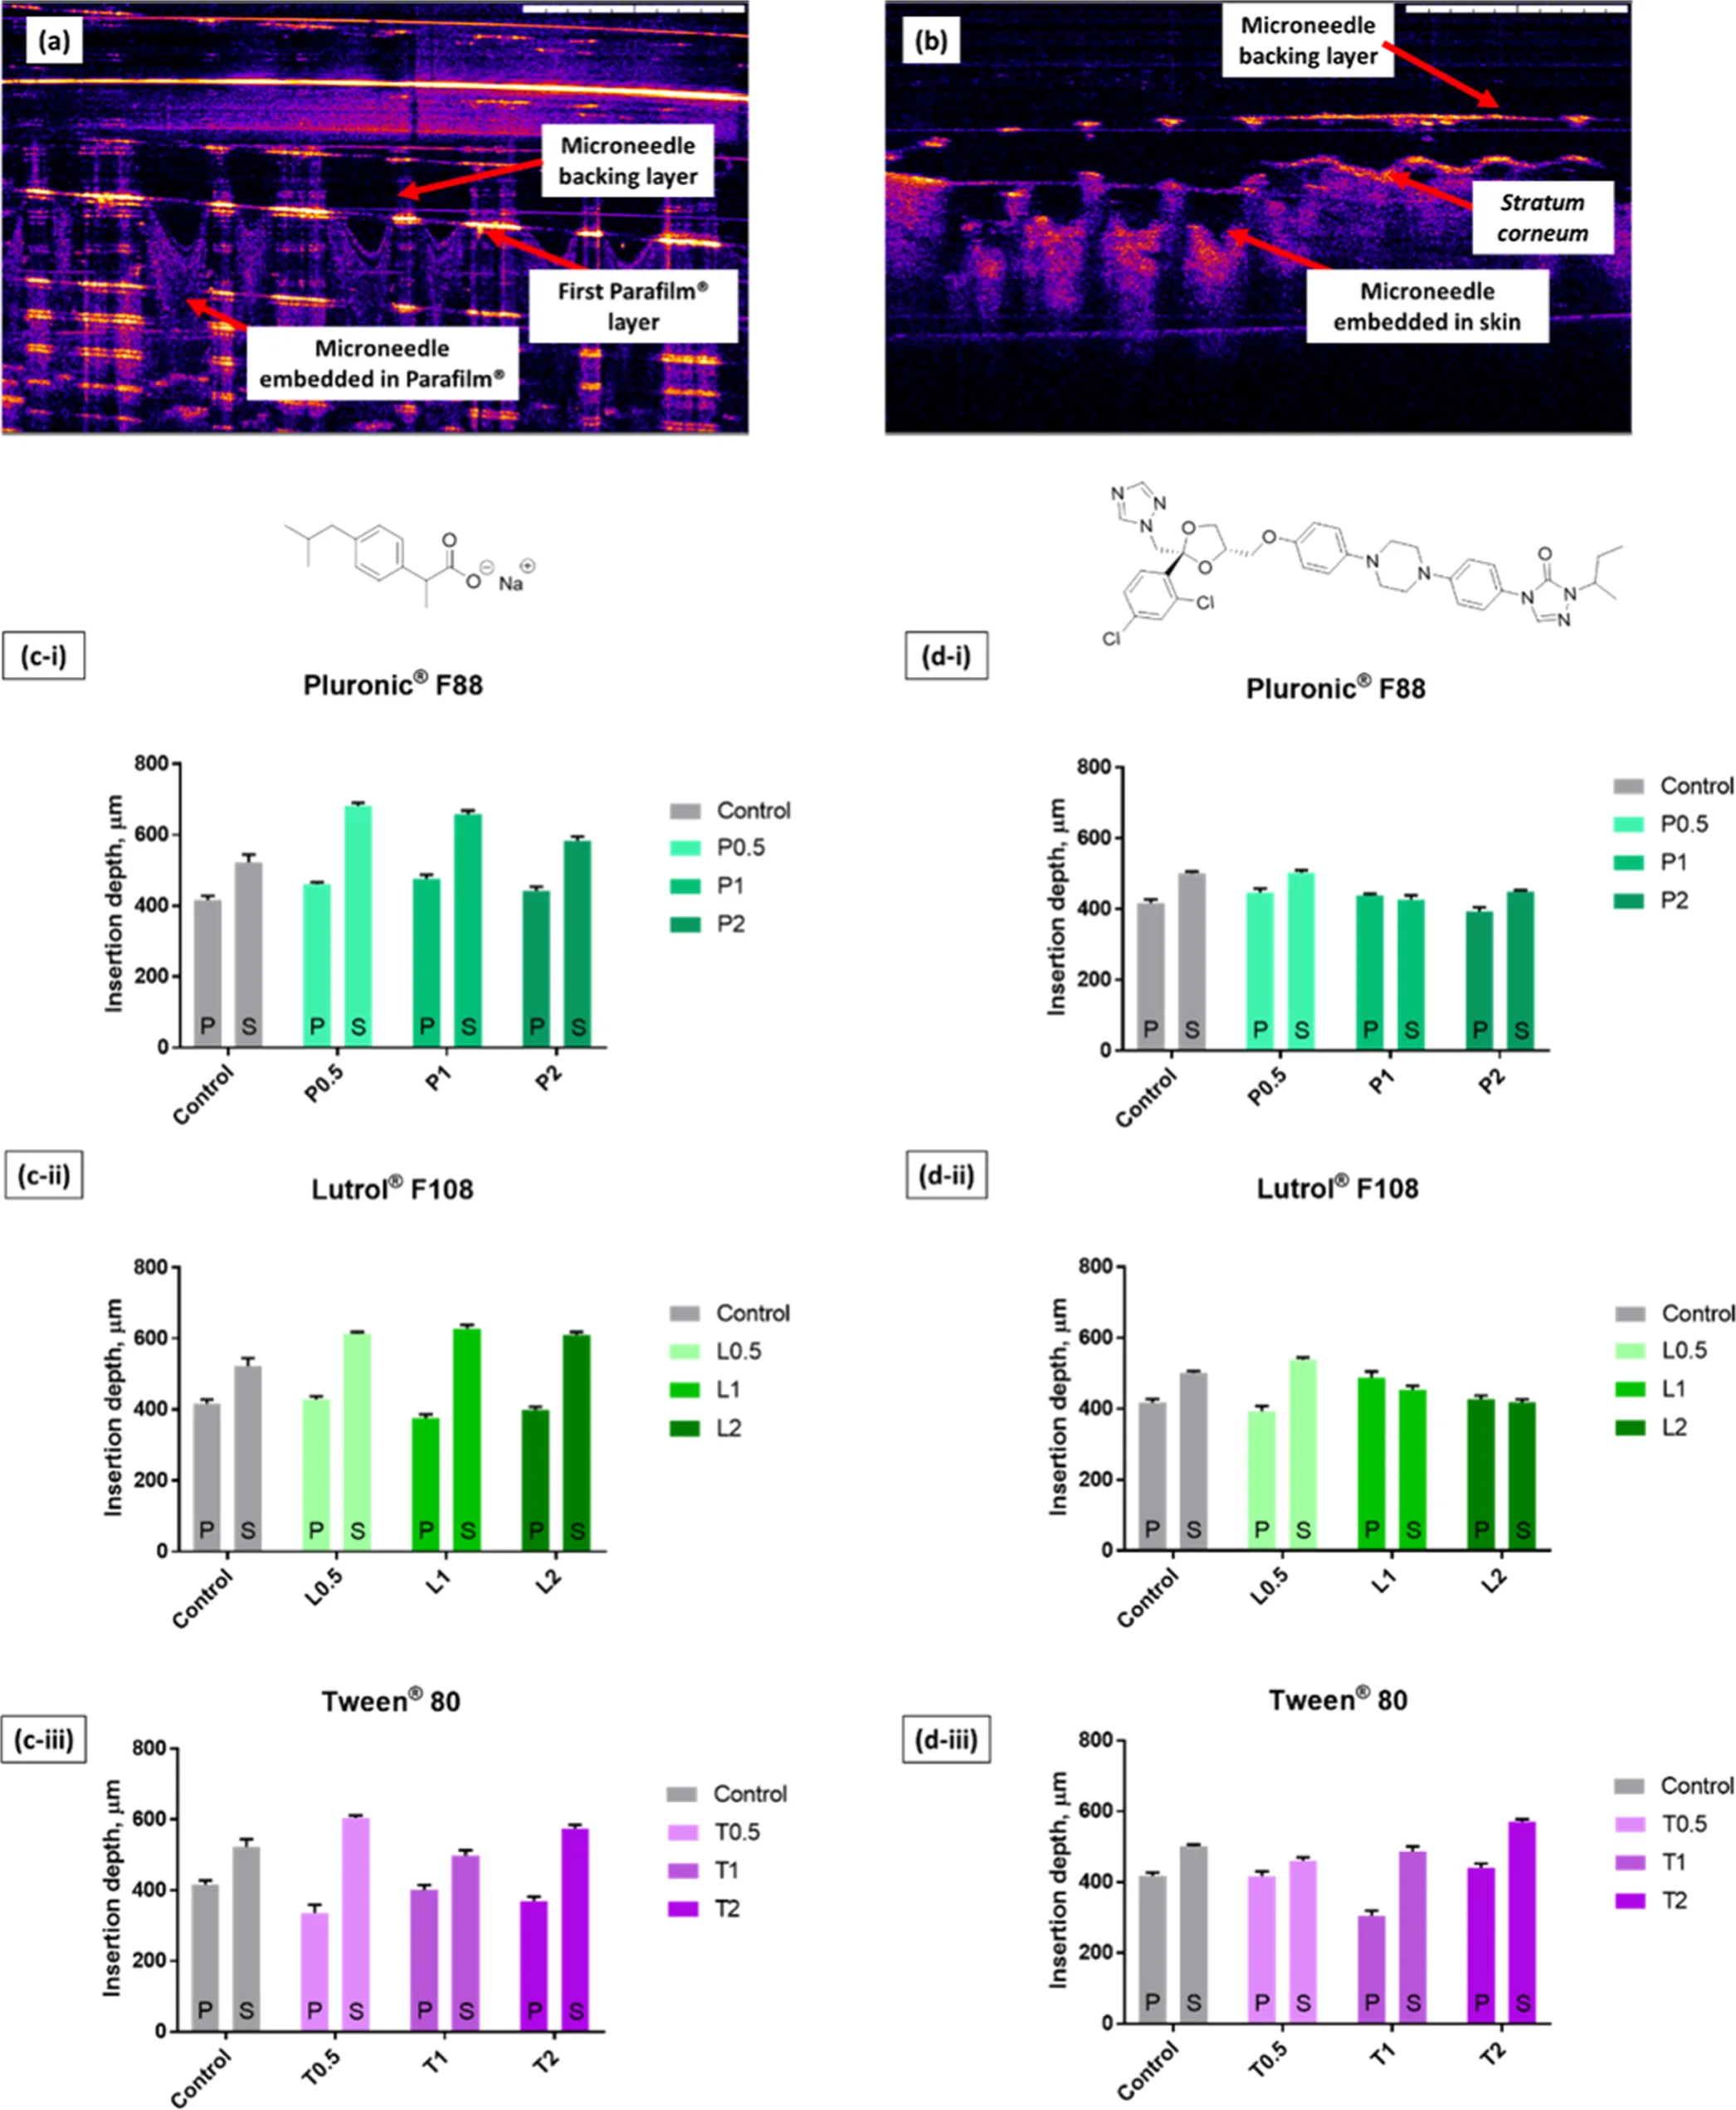 (a)
Microneedle
backing layer
First Parafilm®
layer
Microneedle
embedded in Parafilm®
(b)
Microneedle
backing layer
Stratum
corneum
Microneedle
embedded in skin
O
O
⊖
Na
⊕
N
N
N
O
O
Cl
Cl
O
N
N
O
N
N
N
(c-i)
Pluronic® F88
Insertion depth, μm
800
600
400
200
0
P S P S P S P S
Control P0.5 P1 P2
Control
P0.5
P1
P2
(d-i)
Pluronic® F88
Insertion depth, μm
800
600
400
200
0
P S P S P S P S
Control P0.5 P1 P2
Control
P0.5
P1
P2
(c-ii)
Lutrol® F108
Insertion depth, μm
800
600
400
200
0
P S P S P S P S
Control L0.5 L1 L2
Control
L0.5
L1
L2
(d-ii)
Lutrol® F108
Insertion depth, μm
800
600
400
200
0
P S P S P S P S
Control L0.5 L1 L2
Control
L0.5
L1
L2
(c-iii)
Tween® 80
Insertion depth, μm
800
600
400
200
0
P S P S P S P S
Control T0.5 T1 T2
Control
T0.5
T1
T2
(d-iii)
Tween® 80
Insertion depth, μm
800
600
400
200
0
P S P S P S P S
Control T0.5 T1 T2
Control
T0.5
T1
T2